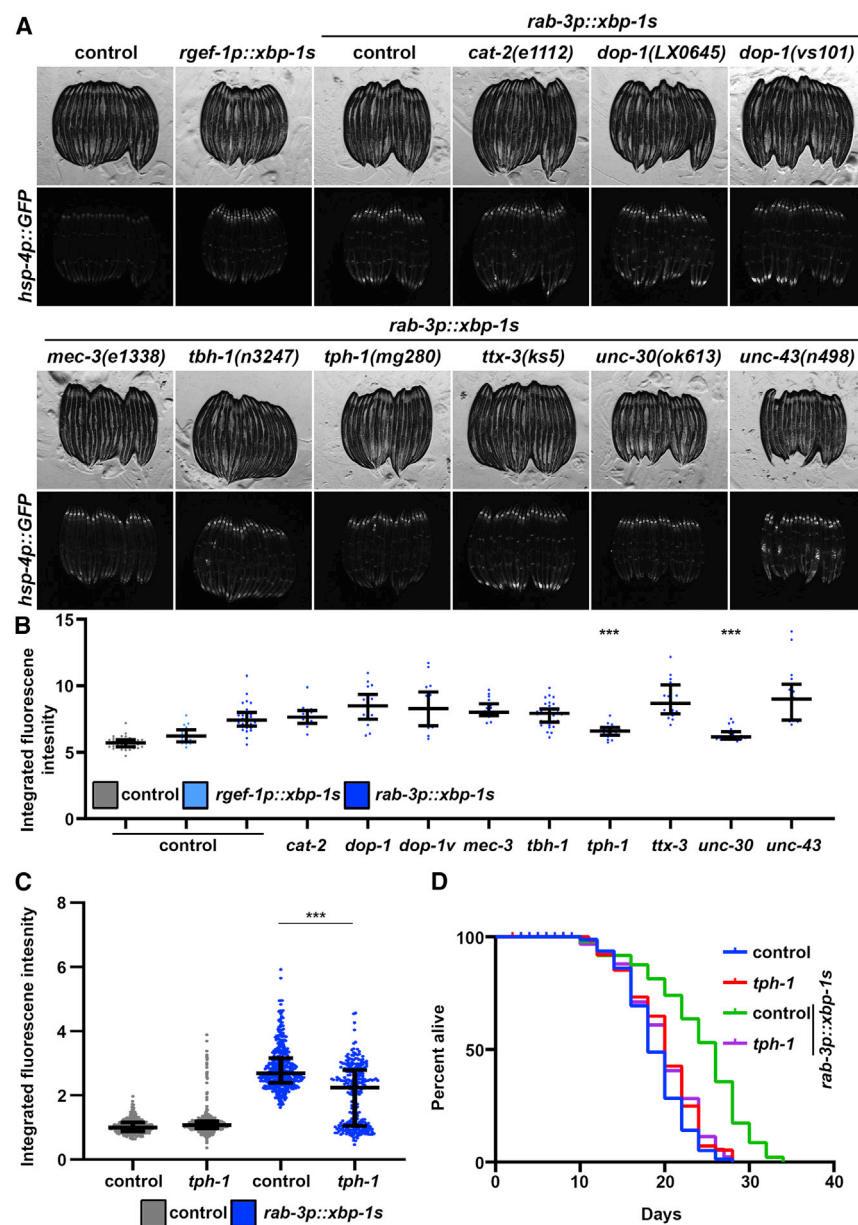 A
rab-3p::xbp-1s
control rgef-1p::xbp-1s control cat-2(e1112) dop-1(LX0645) dop-1(vs101)
hsp-4p::GFP
rab-3p::xbp-1s
mec-3(e1338) tbh-1(n3247) tph-1(mg280) ttx-3(ks5) unc-30(ok613) unc-43(n498)
hsp-4p::GFP
B
Integrated fluorescene
intesnity
15
10
5
0
*** ***
control rgef-1p::xbp-1s rab-3p::xbp-1s
control cat-2 dop-1 dop-1v mec-3 tbh-1 tph-1 ttx-3 unc-30 unc-43
C
Integrated fluorescene intesnity
8
6
4
2
0
***
control tph-1 control tph-1
control rab-3p::xbp-1s
D
Percent alive
100
50
0
control
tph-1
control
tph-1
rab-3p::xbp-1s
0 10 20 30 40
Days